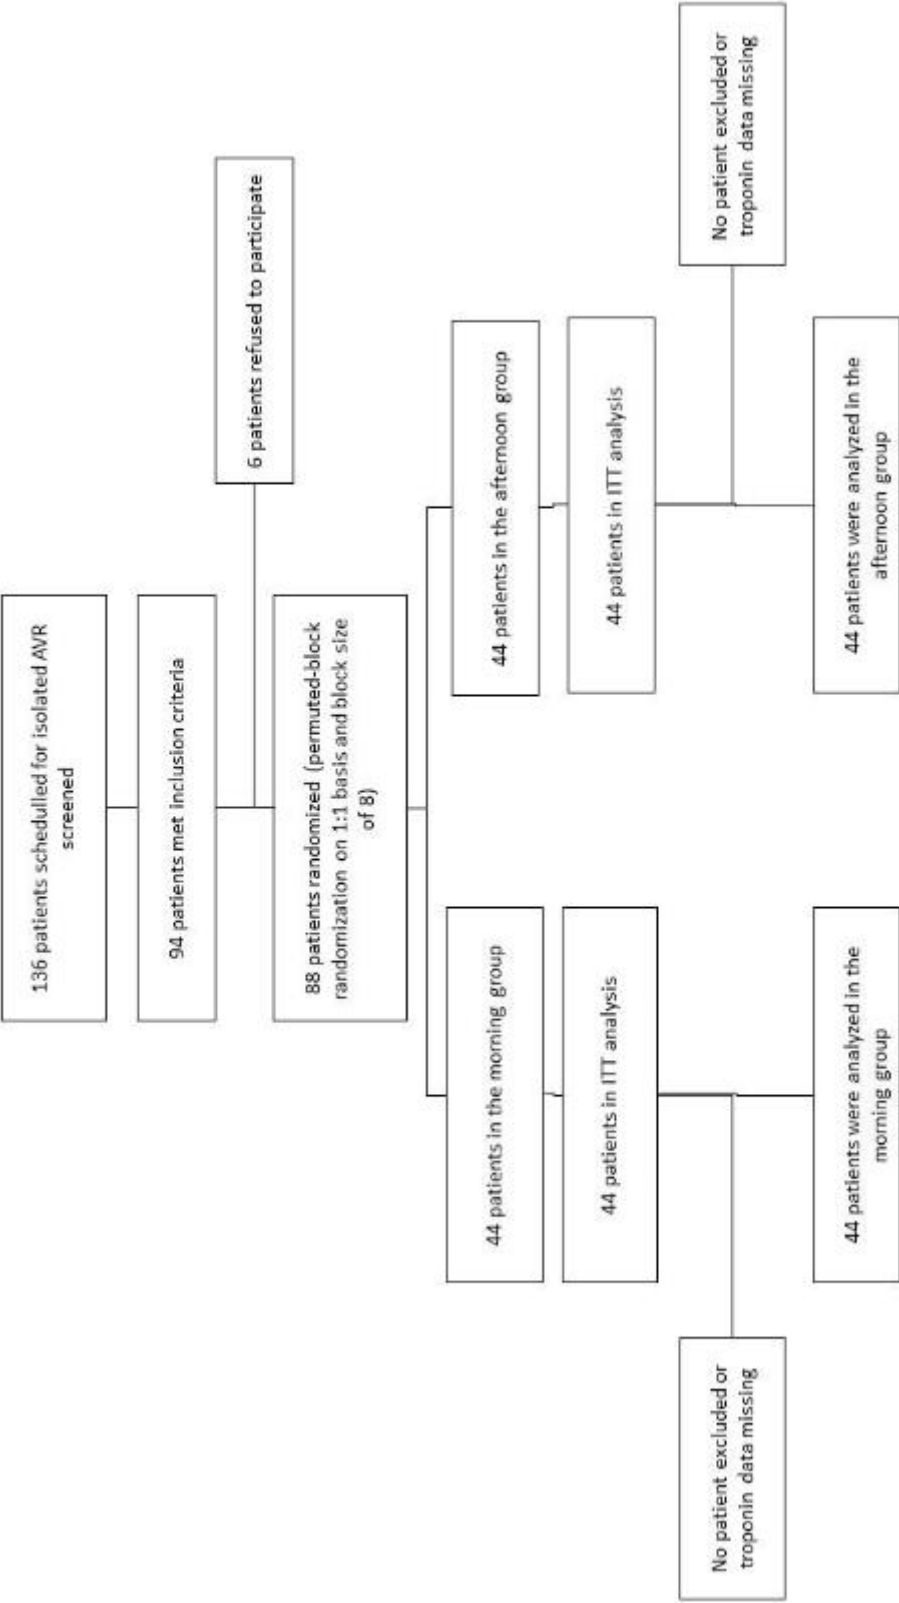 136 patients schedulled for isolated AVR
screened
94 patients met inclusion criteria
6 patients refused to participate
88 patients randomized (permuted-block
randomization on 1:1 basis and block size
of 8)
44 patients in the morning group
44 patients in the afternoon group
44 patients in ITT analysis
44 patients in ITT analysis
No patient excluded or
troponin data missing
No patient excluded or
troponin data missing
44 patients were analyzed in the
morning group
44 patients were analyzed in the
afternoon group